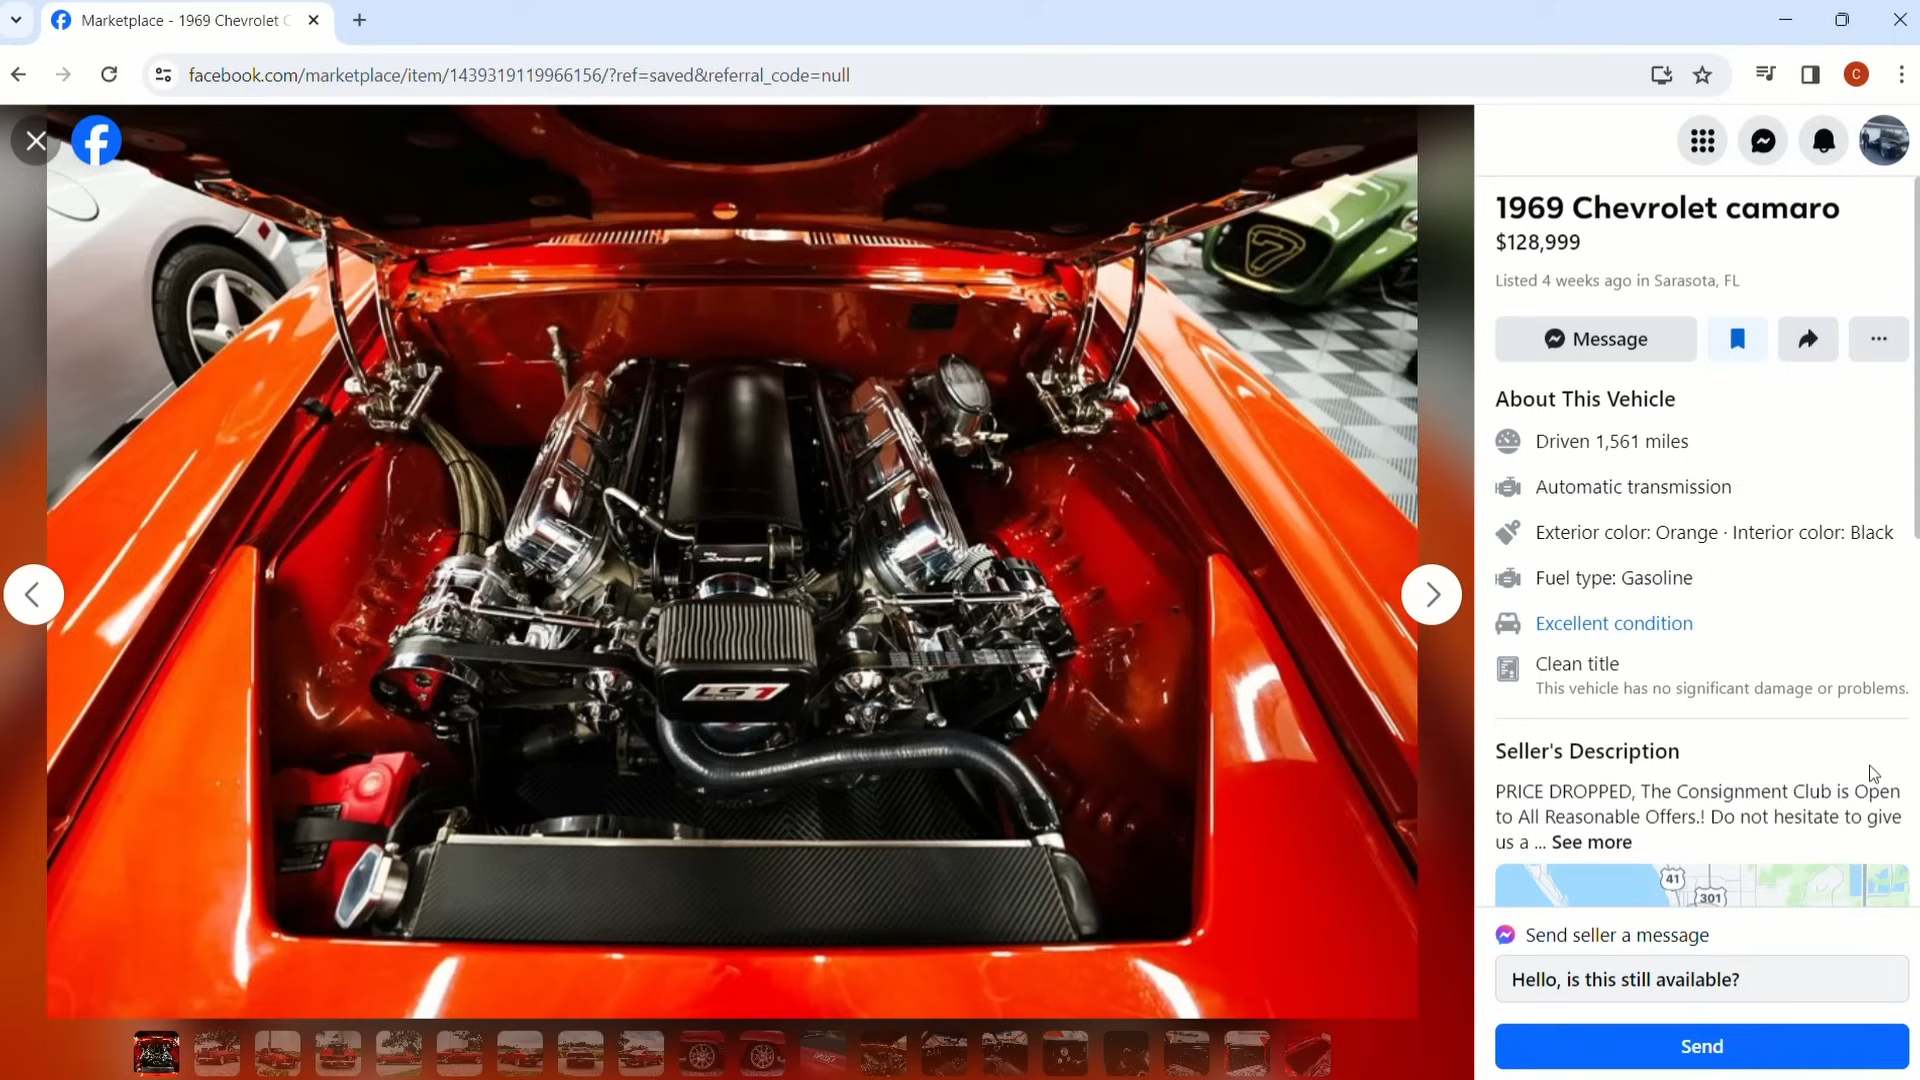 Marketplace - 1969 Chevrolet C
facebook.com/marketplace/item/1439319119966156/?ref=saved&referral_code=null
C
1969 Chevrolet camaro
$128,999
Listed 4 weeks ago in Sarasota, FL
Message
About This Vehicle
Driven 1,561 miles
Automatic transmission
Exterior color: Orange · Interior color: Black
Fuel type: Gasoline
Excellent condition
Clean title
This vehicle has no significant damage or problems.
Seller's Description
PRICE DROPPED, The Consignment Club is Open
to All Reasonable Offers.! Do not hesitate to give
us a ... See more
41
301
Send seller a message
Hello, is this still available?
Send
7
LS7